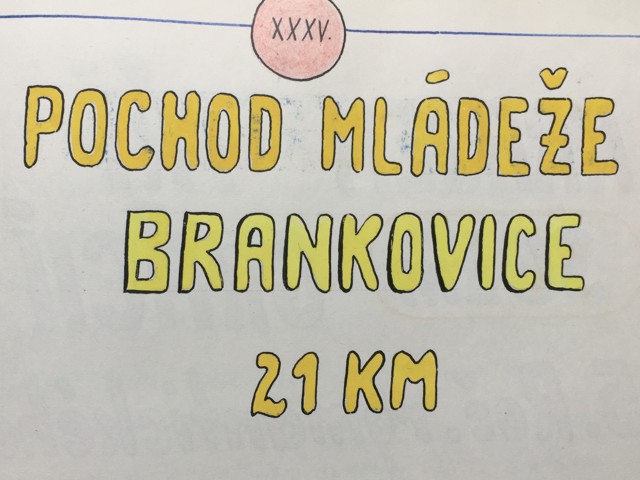 XXXV.
POCHOD MLÁDEŽE
BRANKOVICE
21 KM